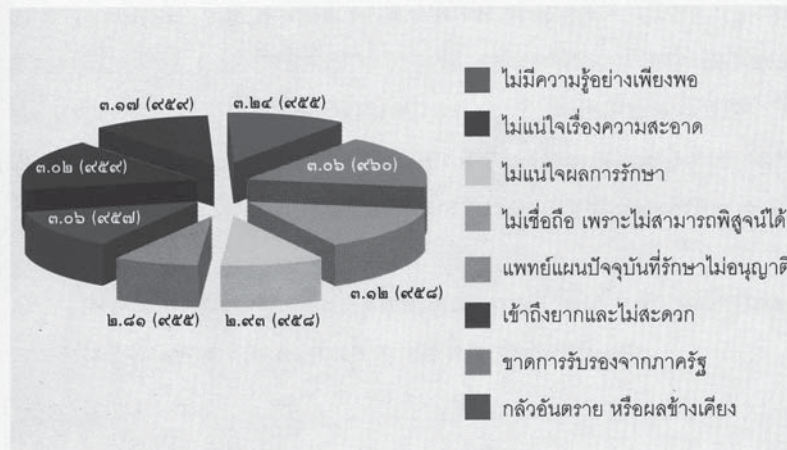 ๓.๑๗ (๙๕๙)
๓.๒๔ (๙๕๕)
๓.๐๒ (๙๕๙)
๓.๐๖ (๙๖๐)
๓.๐๖ (๙๕๗)
๓.๑๒ (๙๕๘)
๒.๘๑ (๙๕๕)
๒.๙๓ (๙๕๘)
ไม่มีความรู้อย่างเพียงพอ
ไม่แน่ใจเรื่องความสะอาด
ไม่แน่ใจผลการรักษา
ไม่เชื่อถือ เพราะไม่สามารถพิสูจน์ได้
แพทย์แผนปัจจุบันที่รักษาไม่อนุญาต
เข้าถึงยากและไม่สะดวก
ขาดการรับรองจากภาครัฐ
กลัวอันตราย หรือผลข้างเคียง